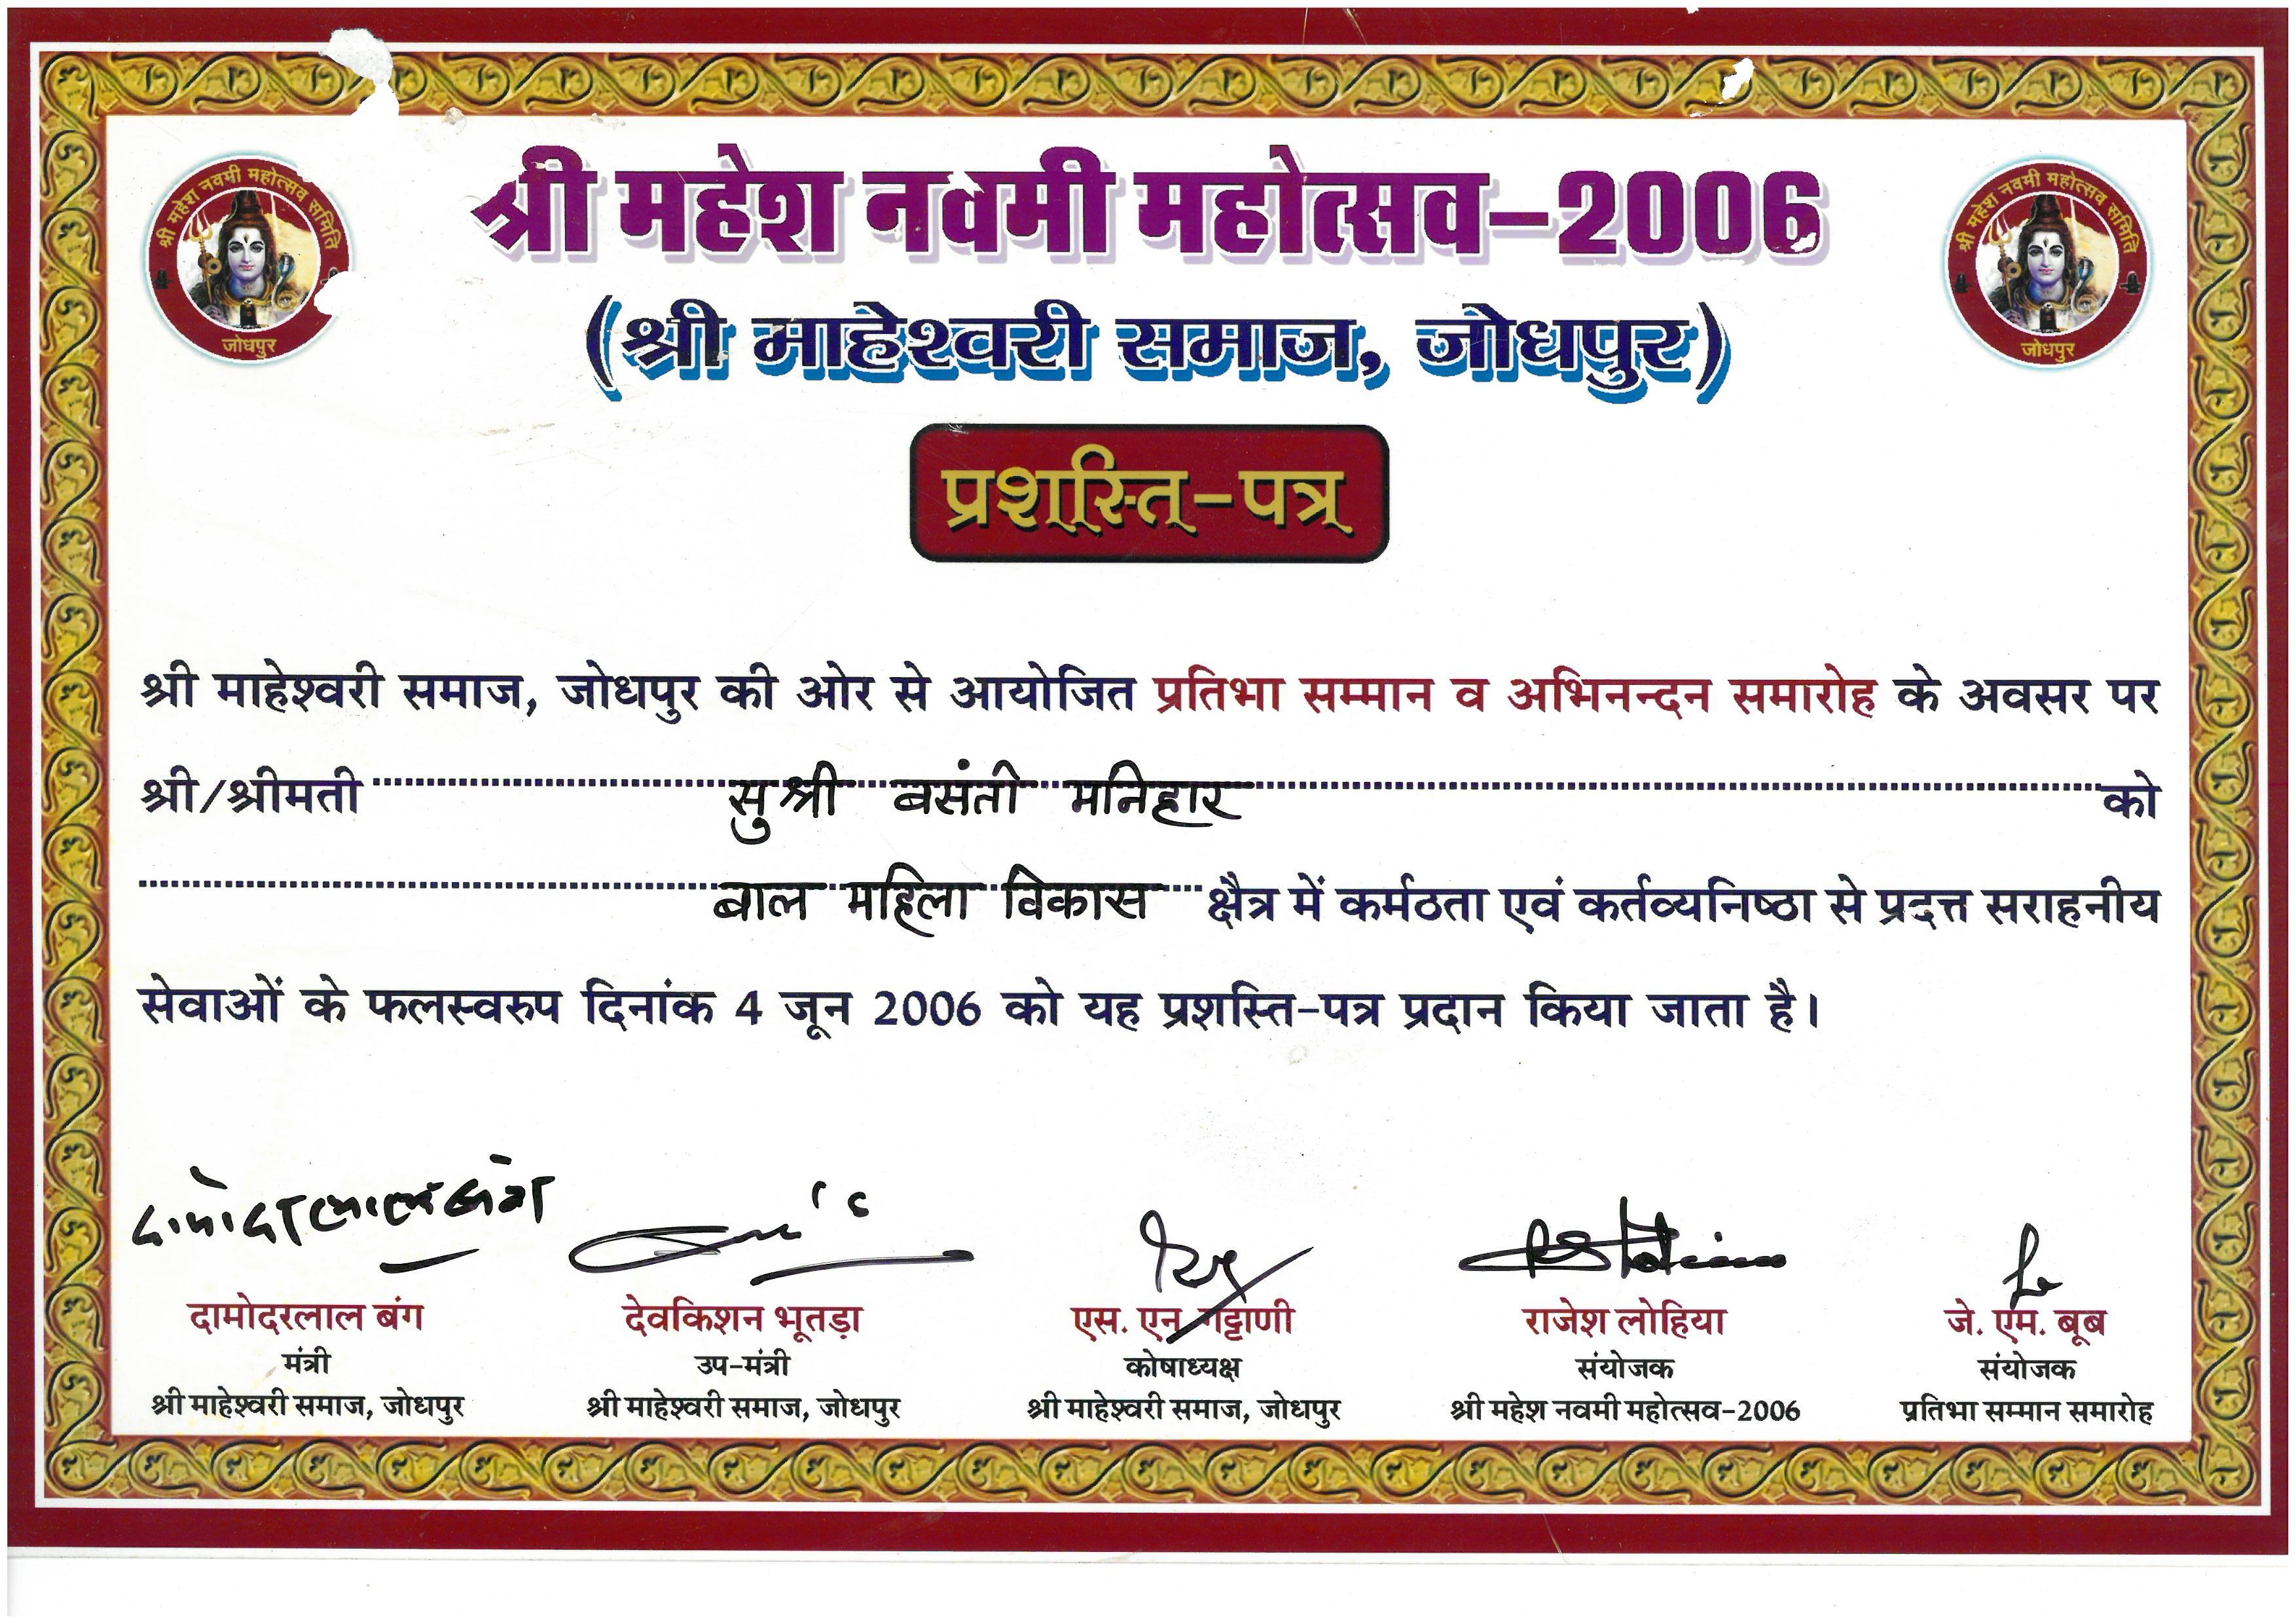 श्री महेश नवमी महोत्सव समिति
जोधपुर
श्री महेश नवमी महोत्सव-2006
श्री महेश नवमी महोत्सव समिति
जोधपुर
(श्री माहेश्वरी समाज, जोधपुर)
प्रशस्ति-पत्र
श्री माहेश्वरी समाज, जोधपुर की ओर से आयोजित प्रतिभा सम्मान व अभिनन्दन समारोह के अवसर पर
श्री/श्रीमती सुश्री बसंती मनिहार को
बाल महिला विकास क्षैत्र में कर्मठता एवं कर्तव्यनिष्ठा से प्रदत्त सराहनीय
सेवाओं के फलस्वरुप दिनांक 4 जून 2006 को यह प्रशस्ति-पत्र प्रदान किया जाता है।
दामोदरलाल बंग
दामोदरलाल बंग देवकिशन भूतड़ा एस. एन. गट्टाणी राजेश लोहिया जे. एम. बूब
मंत्री उप-मंत्री कोषाध्यक्ष संयोजक संयोजक
श्री माहेश्वरी समाज, जोधपुर श्री माहेश्वरी समाज, जोधपुर श्री माहेश्वरी समाज, जोधपुर श्री महेश नवमी महोत्सव-2006 प्रतिभा सम्मान समारोह